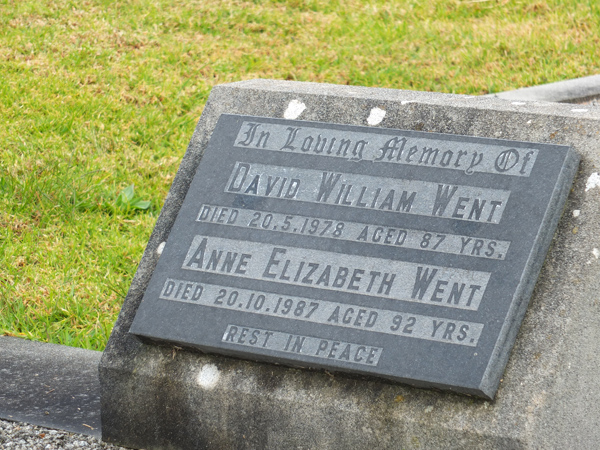 In Loving Memory Of
DAVID WILLIAM WENT
DIED 20.5.1978 AGED 87 YRS.
ANNE ELIZABETH WENT
DIED 20.10.1987 AGED 92 YRS.
REST IN PEACE